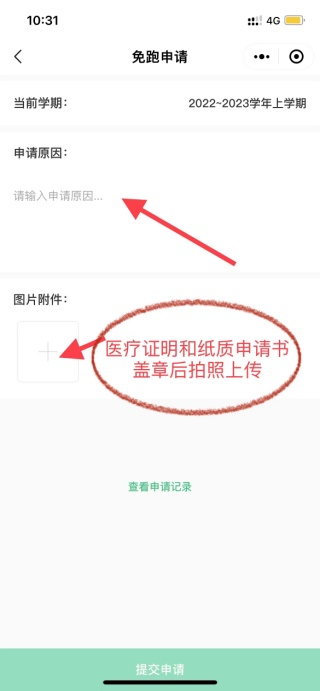 10:31
4G
免跑申请
当前学期：
2022~2023学年上学期
申请原因：
请输入申请原因...
图片附件：
医疗证明和纸质申请书
盖章后拍照上传
查看申请记录
提交申请